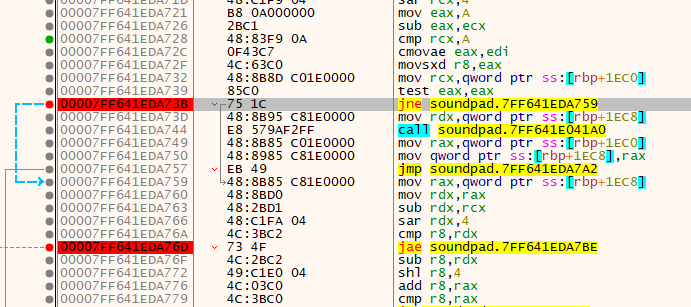 00007FF641EDA71D 48:C1F9 04 sar rcx,4
00007FF641EDA721 B8 0A000000 mov eax,A
00007FF641EDA726 2BC1 sub eax,ecx
00007FF641EDA728 48:83F9 0A cmp rcx,A
00007FF641EDA72C 0F43C7 cmovae eax,edi
00007FF641EDA72F 4C:63C0 movsxd r8,eax
00007FF641EDA732 48:8B8D C01E0000 mov rcx,qword ptr ss:[rbp+1EC0]
00007FF641EDA739 85C0 test eax,eax
00007FF641EDA73B 75 1C jne soundpad.7FF641EDA759
00007FF641EDA73D 48:8B95 C81E0000 mov rdx,qword ptr ss:[rbp+1EC8]
00007FF641EDA744 E8 579AF2FF call soundpad.7FF641E041A0
00007FF641EDA749 48:8B85 C01E0000 mov rax,qword ptr ss:[rbp+1EC0]
00007FF641EDA750 48:8985 C81E0000 mov qword ptr ss:[rbp+1EC8],rax
00007FF641EDA757 EB 49 jmp soundpad.7FF641EDA7A2
00007FF641EDA759 48:8B85 C81E0000 mov rax,qword ptr ss:[rbp+1EC8]
00007FF641EDA760 48:8BD0 mov rdx,rax
00007FF641EDA763 48:2BD1 sub rdx,rcx
00007FF641EDA766 48:C1FA 04 sar rdx,4
00007FF641EDA76A 4C:3BC2 cmp r8,rdx
00007FF641EDA76D 73 4F jae soundpad.7FF641EDA7BE
00007FF641EDA76F 4C:2BC2 sub r8,rdx
00007FF641EDA772 49:C1E0 04 shl r8,4
00007FF641EDA776 4C:03C0 add r8,rax
00007FF641EDA779 4C:3BC0 cmp r8,rax